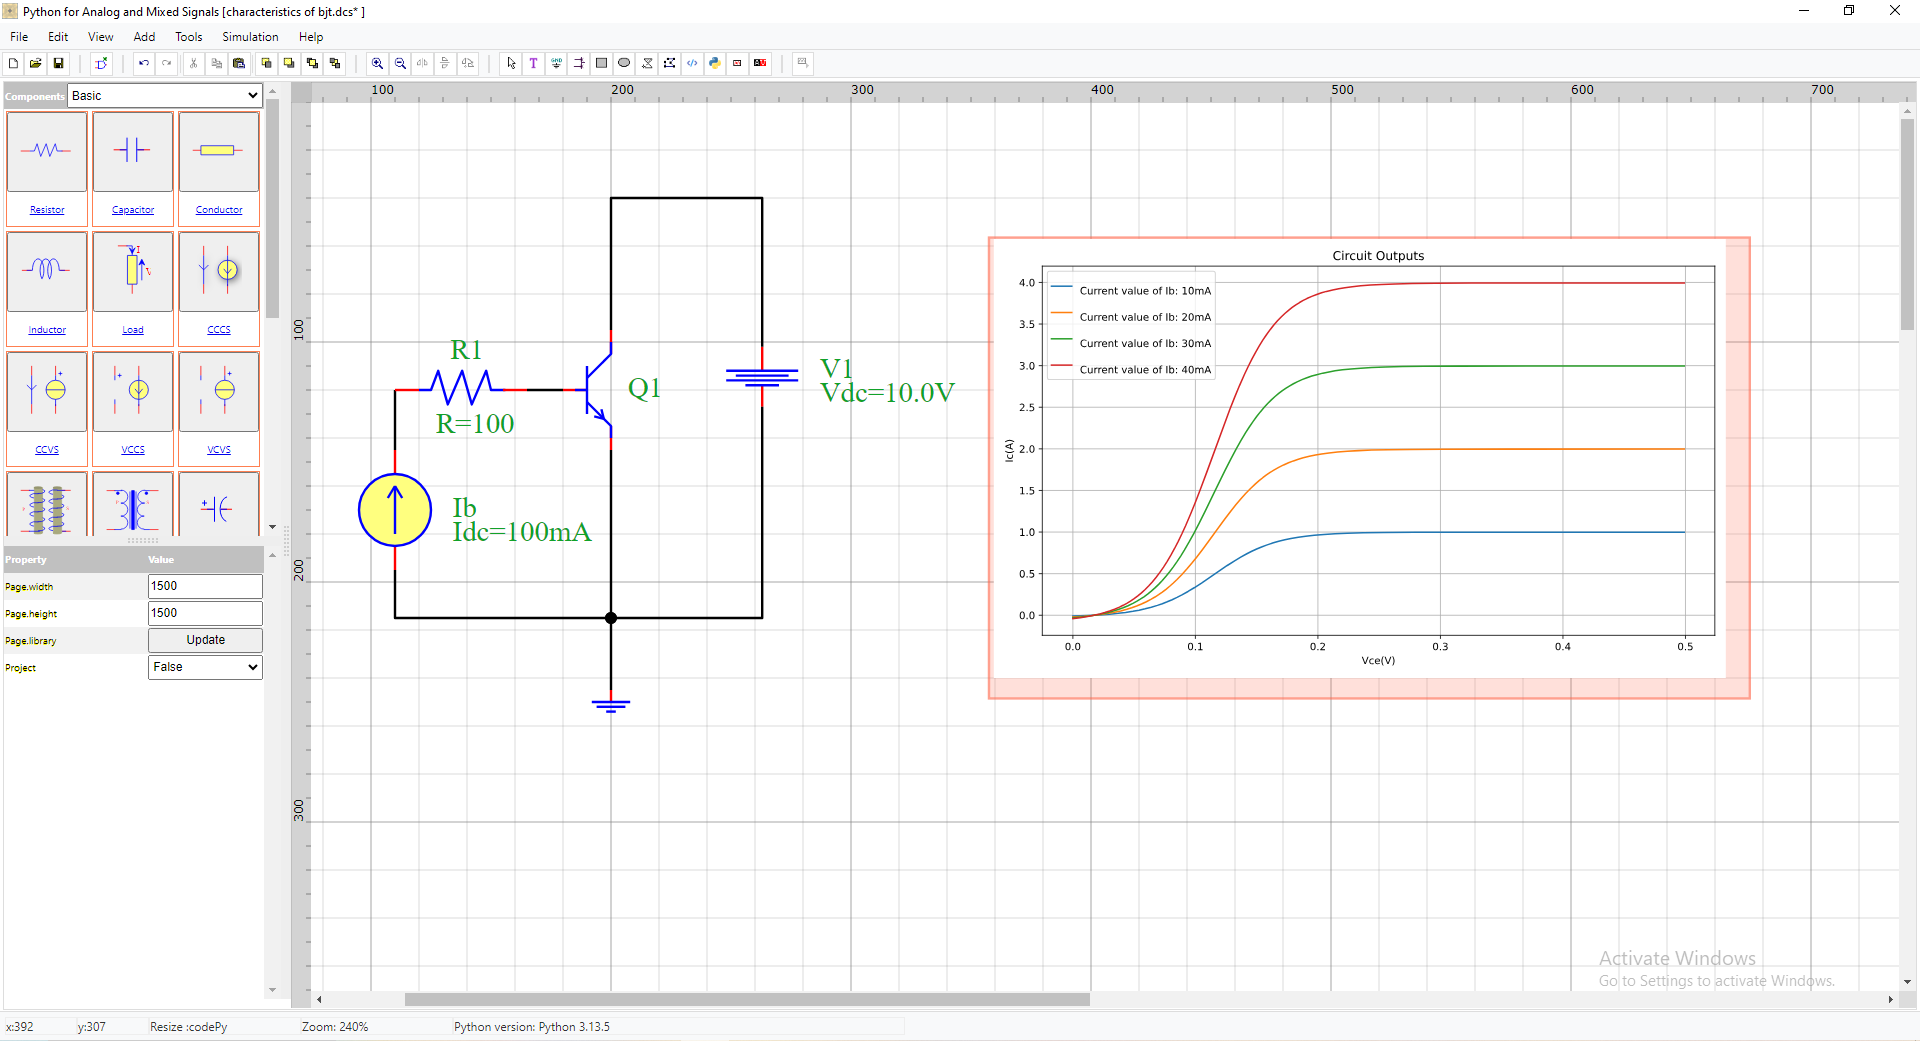 Python for Analog and Mixed Signals [characteristics of bjt.dcs* ]
File Edit View Add Tools Simulation Help
Components Basic
100 200 300 400 500 600 700
Resistor Capacitor Conductor
Inductor Load CCCS
CCVS VCCS VCVS
Property Value
Page.width 1500
Page.height 1500
Page.library Update
Project False
100
200
300
R1
R=100
Q1
V1
Vdc=10.0V
Ib
Idc=100mA
Circuit Outputs
Current value of Ib: 10mA
Current value of Ib: 20mA
Current value of Ib: 30mA
Current value of Ib: 40mA
4.0
3.5
3.0
2.5
2.0
1.5
1.0
0.5
0.0
Ic(A)
0.0 0.1 0.2 0.3 0.4 0.5
Vce(V)
Activate Windows
Go to Settings to activate Windows.
x:392 y:307 Resize :codePy Zoom: 240% Python version: Python 3.13.5